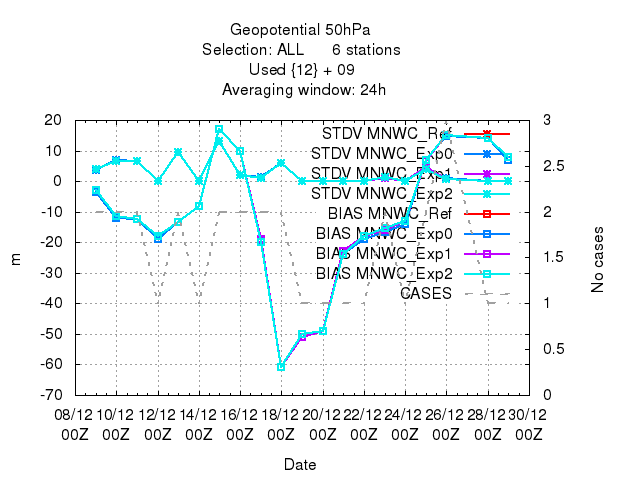 Geopotential 50hPa
Selection: ALL 6 stations
Used {12} + 09
Averaging window: 24h
20
10
0
-10
-20
-30
-40
-50
-60
-70
m
3
2.5
2
1.5
1
0.5
0
No cases
STDV MNWC_Ref
STDV MNWC_Exp0
STDV MNWC_Exp1
STDV MNWC_Exp2
BIAS MNWC_Ref
BIAS MNWC_Exp0
BIAS MNWC_Exp1
BIAS MNWC_Exp2
CASES
08/12 10/12 12/12 14/12 16/12 18/12 20/12 22/12 24/12 26/12 28/12 30/12
00Z 00Z 00Z 00Z 00Z 00Z 00Z 00Z 00Z 00Z 00Z 00Z
Date